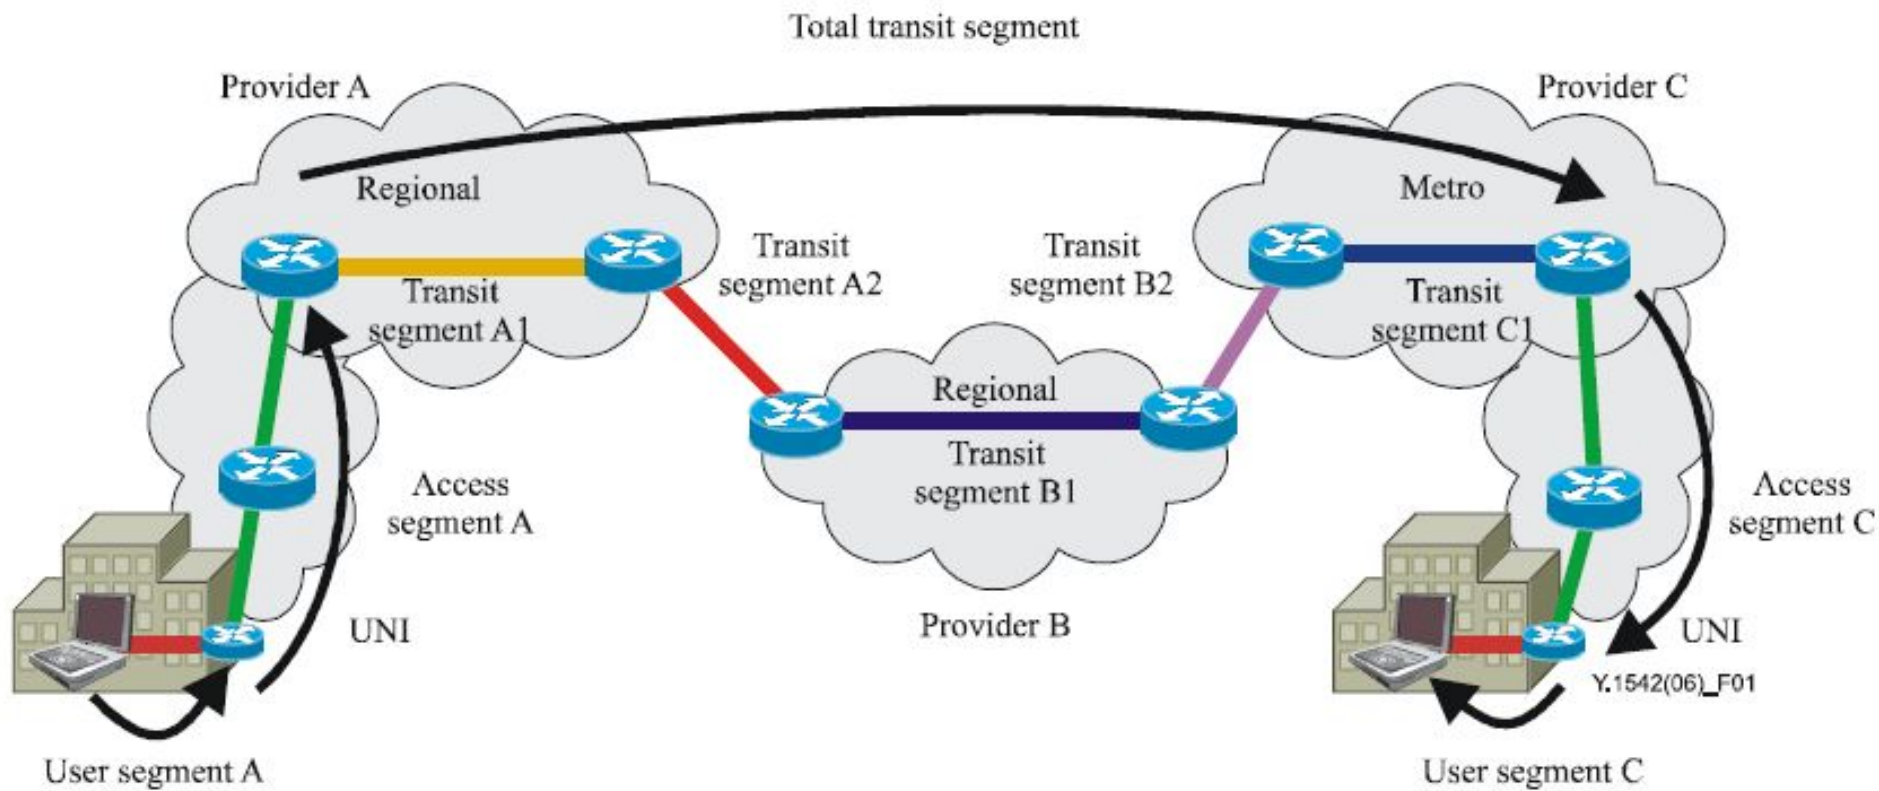 Total transit segment
Provider A
Provider C
Regional
Metro
Transit
segment A1
Transit
segment A2
Transit
segment B2
Transit
segment C1
Regional
Transit
segment B1
Access
segment A
Access
segment C
UNI
Provider B
UNI
Y.1542(06)_F01
User segment A
User segment C